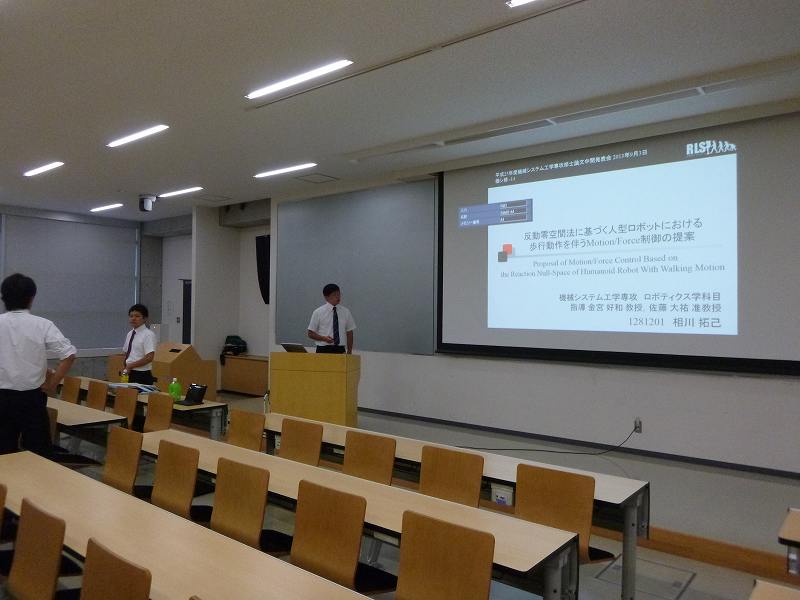 平成25年度機械システム工学専攻修士論文中間発表会 2013年9月3日
RLSP
反動零空間法に基づく人型ロボットにおける
歩行動作を伴うMotion/Force制御の提案
Proposal of Motion/Force Control Based on
the Reaction Null-Space of Humanoid Robot With Walking Motion
機械システム工学専攻 ロボティクス学科目
指導 金宮 好和 教授, 佐藤 大祐 准教授
1281201 相川 拓己